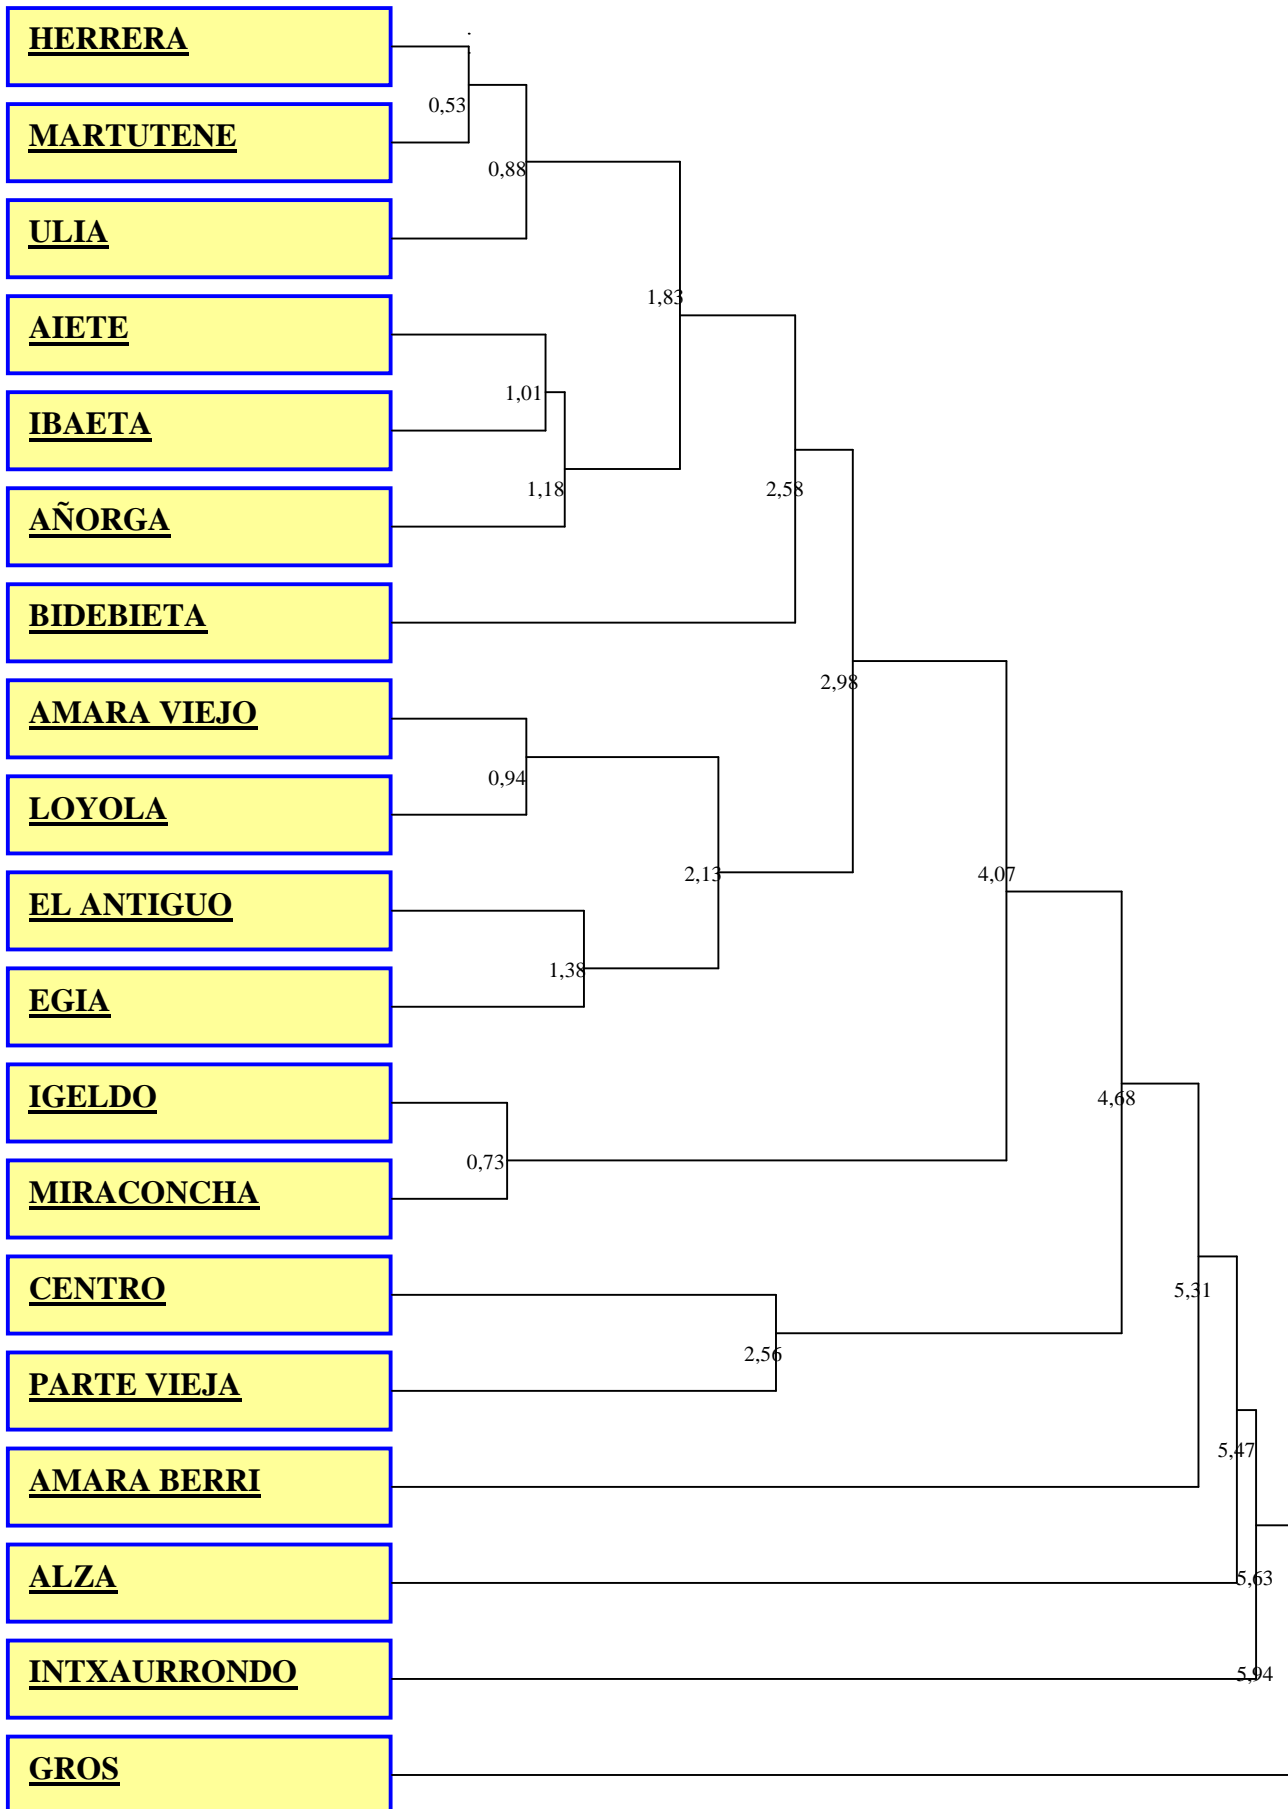 HERRERA
0,53
MARTUTENE
0,88
ULIA
1,83
AIETE
1,01
IBAETA
1,18
2,58
AÑORGA
BIDEBIETA
2,98
AMARA VIEJO
0,94
LOYOLA
2,13
4,07
EL ANTIGUO
1,38
EGIA
IGELDO
4,68
0,73
MIRACONCHA
CENTRO
5,31
2,56
PARTE VIEJA
5,47
AMARA BERRI
ALZA
5,63
INTXAURRONDO
5,94
GROS